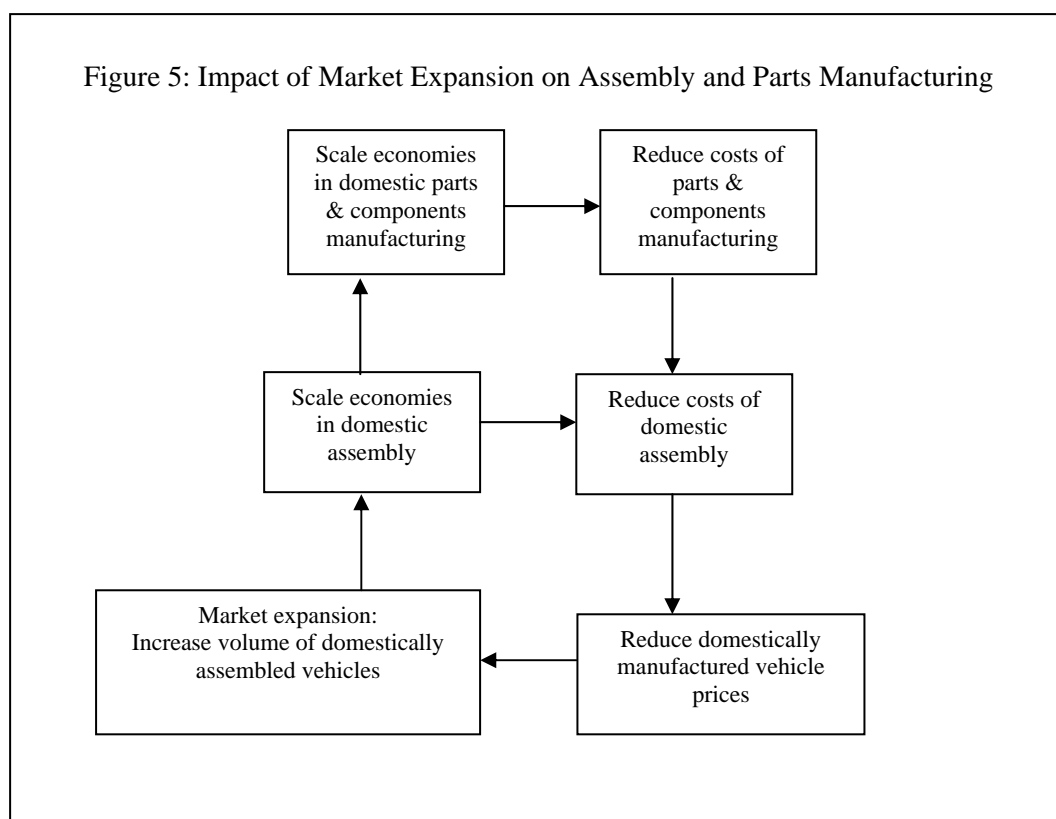 Figure 5: Impact of Market Expansion on Assembly and Parts Manufacturing
Scale economies
in domestic parts
& components
manufacturing
Reduce costs of
parts &
components
manufacturing
Scale economies
in domestic
assembly
Reduce costs of
domestic
assembly
Market expansion:
Increase volume of domestically
assembled vehicles
Reduce domestically
manufactured vehicle
prices